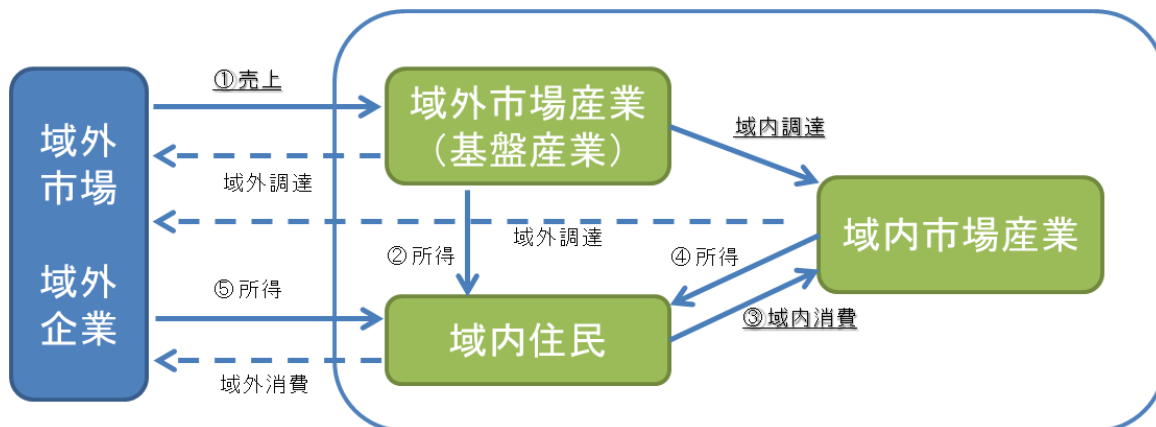 ①売上
域外市場産業
（基盤産業）
域内調達
域外
市場
域外調達
域外調達
域内市場産業
②所得
④所得
域外
企業
⑤所得
域内住民
③域内消費
域外消費